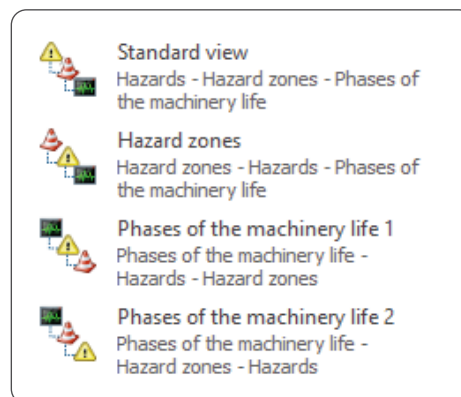 Standard view
Hazards - Hazard zones - Phases of
the machinery life
Hazard zones
Hazard zones - Hazards - Phases of
the machinery life
Phases of the machinery life 1
Phases of the machinery life -
Hazards - Hazard zones
Phases of the machinery life 2
Phases of the machinery life -
Hazard zones - Hazards